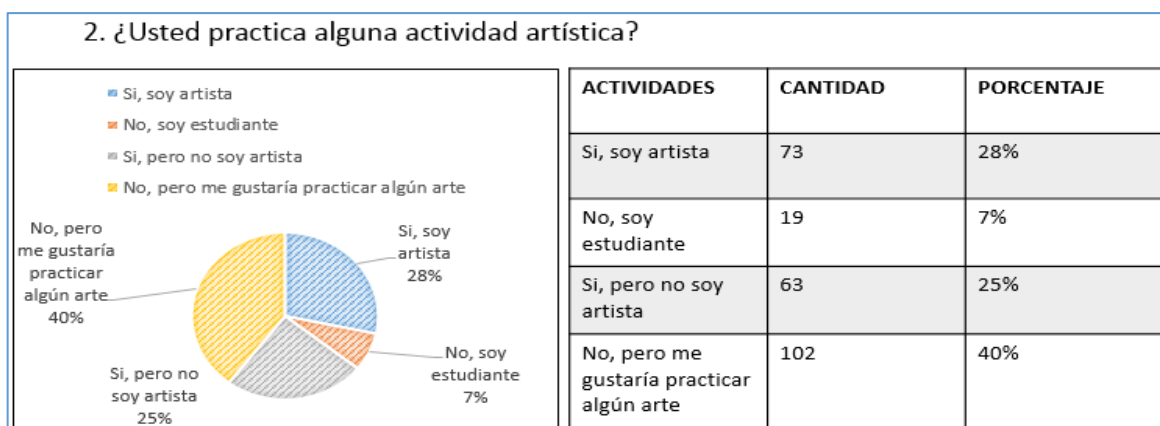 2. ¿Usted practica alguna actividad artística?
Si, soy artista
No, soy estudiante
Si, pero no soy artista
No, pero me gustaría practicar algún arte
No, pero
me gustaría
practicar
algún arte
40%
Si, soy
artista
28%
No, soy
estudiante
7%
Si, pero no
soy artista
25%
ACTIVIDADES CANTIDAD PORCENTAJE
Si, soy artista 73 28%
No, soy 19 7%
estudiante
Si, pero no soy 63 25%
artista
No, pero me 102 40%
gustaría practicar
algún arte